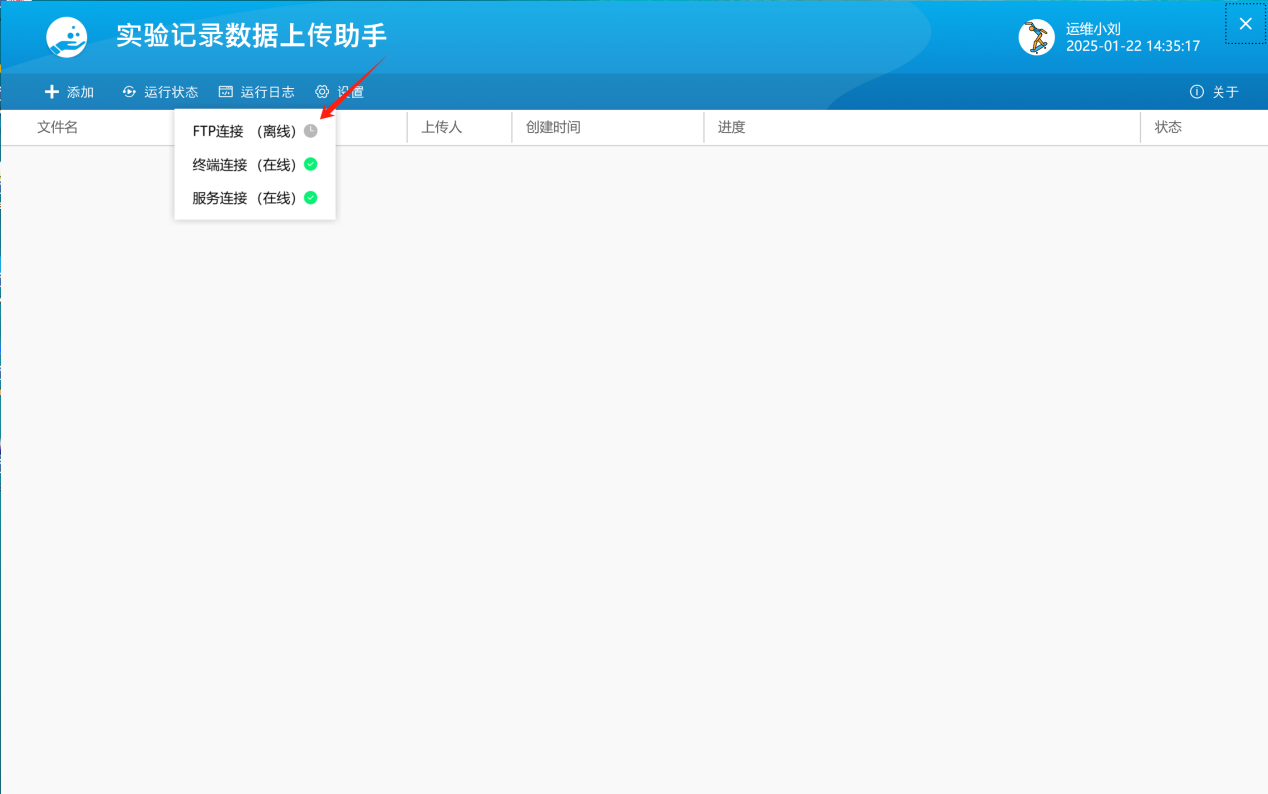 实验记录数据上传助手
运维小刘
2025-01-22 14:35:17
添加 运行状态 运行日志 设置 关于
文件名 上传人 创建时间 进度 状态
FTP连接 （离线）
终端连接 （在线）
服务连接 （在线）